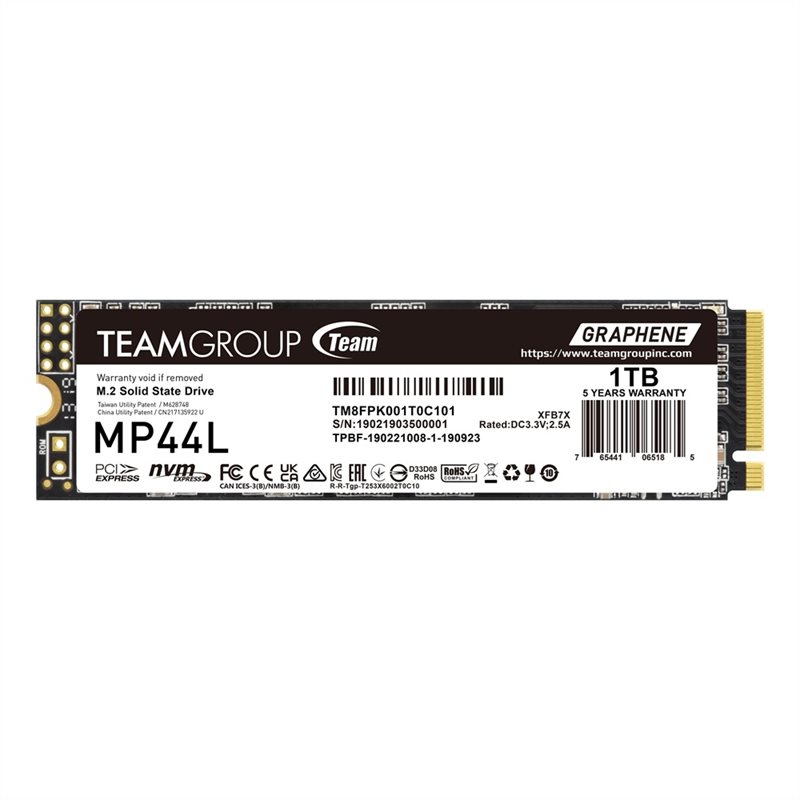 TEAMGROUP Team
GRAPHENE
https://www.teamgroupinc.com
Warranty void if removed
M.2 Solid State Drive
Taiwan Utility Patent / M628748
China Utility Patent / CN217135922 U
MP44L
PCI EXPRESS
nvm EXPRESS
FC CE UK CA
CAN ICES-3(B)/NMB-3(B)
TM8FPK001T0C101
S/N:19021903500001
TPBF-190221008-1-190923
XFB7X
Rated:DC3.3V;2.5A
1TB
5 YEARS WARRANTY
7 65441 06518 5
EAC
D33D08
RoHS
RoHS
COMPLIANT
10
R-R-Tgp-T253X6002T0C10
ROM